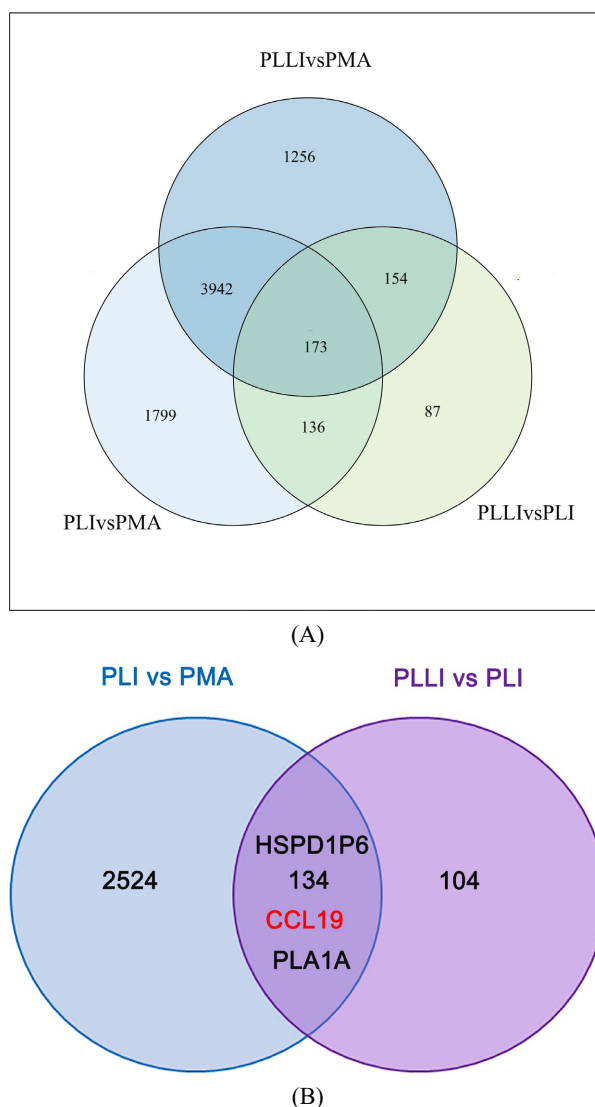 PLLIvsPMA
1256
3942
154
173
1799
136
87
PLIvsPMA
PLLIvsPLI
(A)
PLI vs PMA
PLLI vs PLI
HSPD1P6
2524
134
104
CCL19
PLA1A
(B)